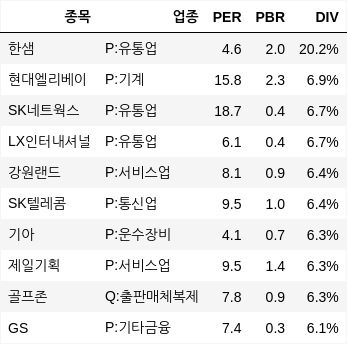 종목 업종 PER PBR DIV
한샘 P:유통업 4.6 2.0 20.2%
현대엘리베이 P:기계 15.8 2.3 6.9%
SK네트웍스 P:유통업 18.7 0.4 6.7%
LX인터내셔널 P:유통업 6.1 0.4 6.7%
강원랜드 P:서비스업 8.1 0.9 6.4%
SK텔레콤 P:통신업 9.5 1.0 6.4%
기아 P:운수장비 4.1 0.7 6.3%
제일기획 P:서비스업 9.5 1.4 6.3%
골프존 Q:출판매체복제 7.8 0.9 6.3%
GS P:기타금융 7.4 0.3 6.1%